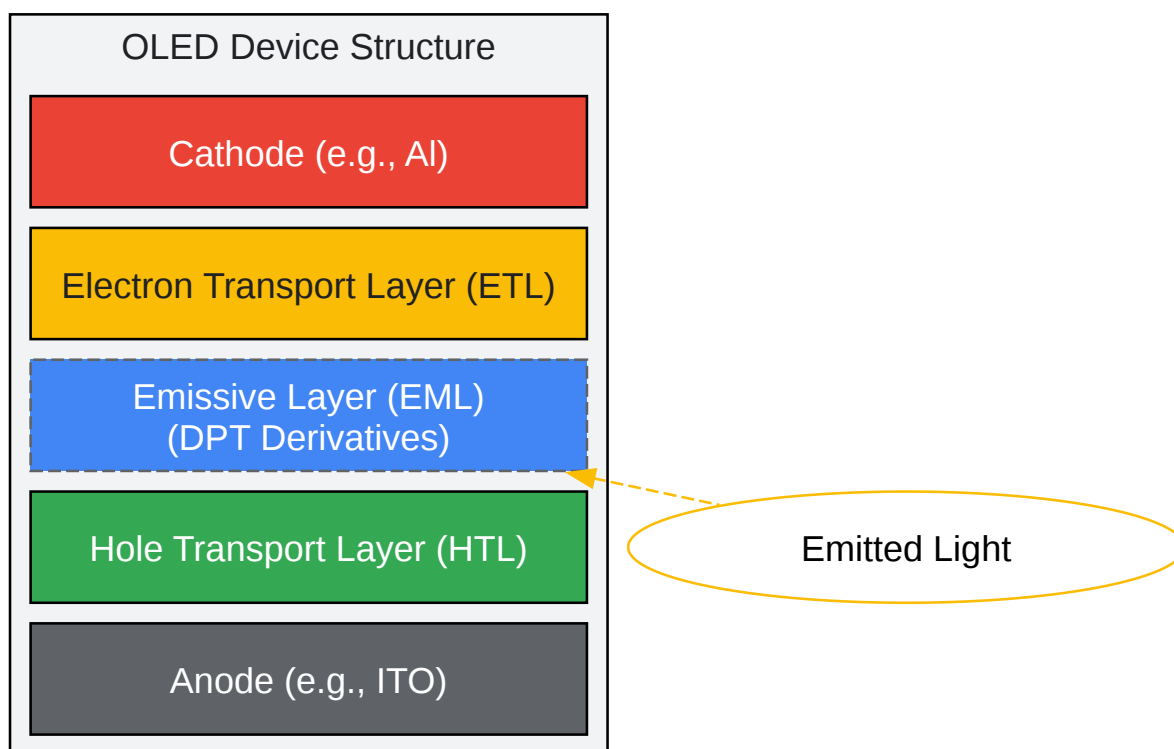 OLED Device Structure
Cathode (e.g., Al)
Electron Transport Layer (ETL)
Emissive Layer (EML)
(DPT Derivatives)
Hole Transport Layer (HTL)
Emitted Light
Anode (e.g., ITO)